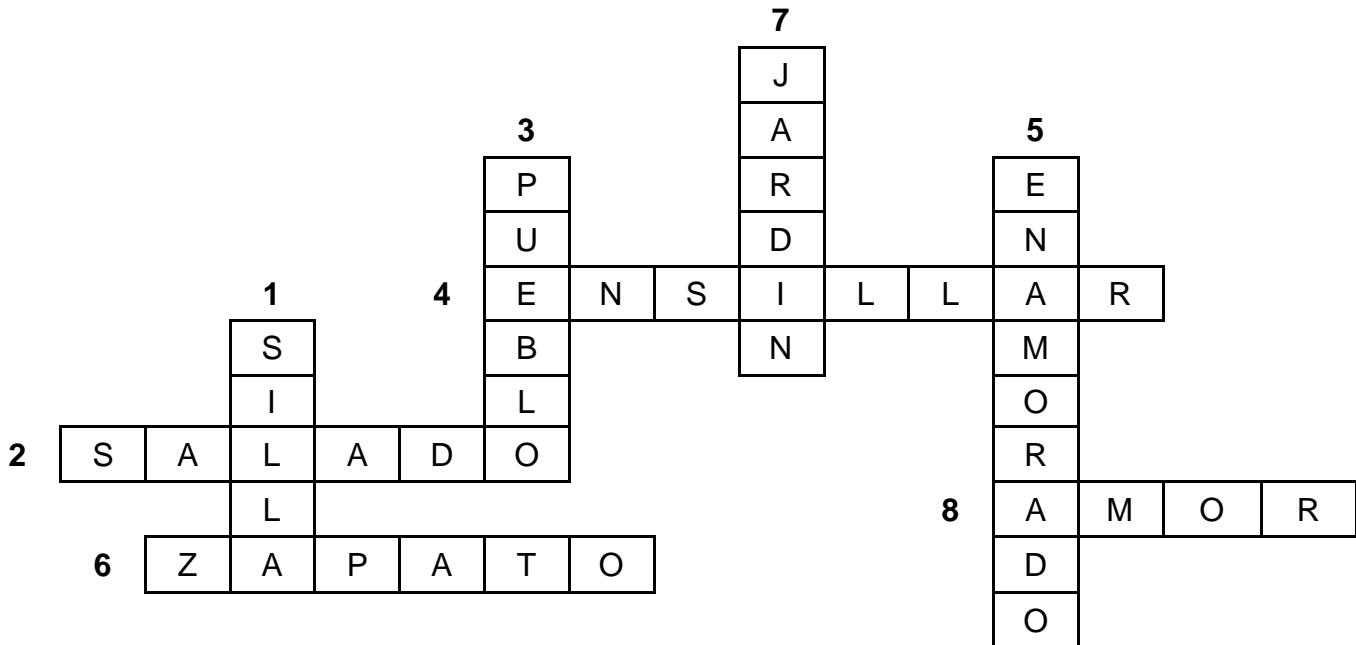 7
J
3 A 5
P R E
U D N
1 4 E N S I L L A R
S B N M
I L O
2 S A L A D O R
L 8 A M O R
6 Z A P A T O D
O